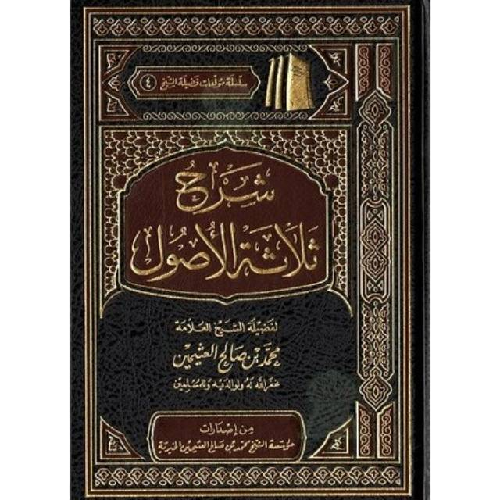 سلسلة مؤلفات فضيلة الشيخ ٤
شرح
ثلاثة الأصول
لفضيلة الشيخ العلامة
محمد بن صالح العثيمين
غفر الله له ولوالديه وللمسلمين
من إصدارات
مؤسسة الشيخ محمد بن صالح العثيمين الخيرية